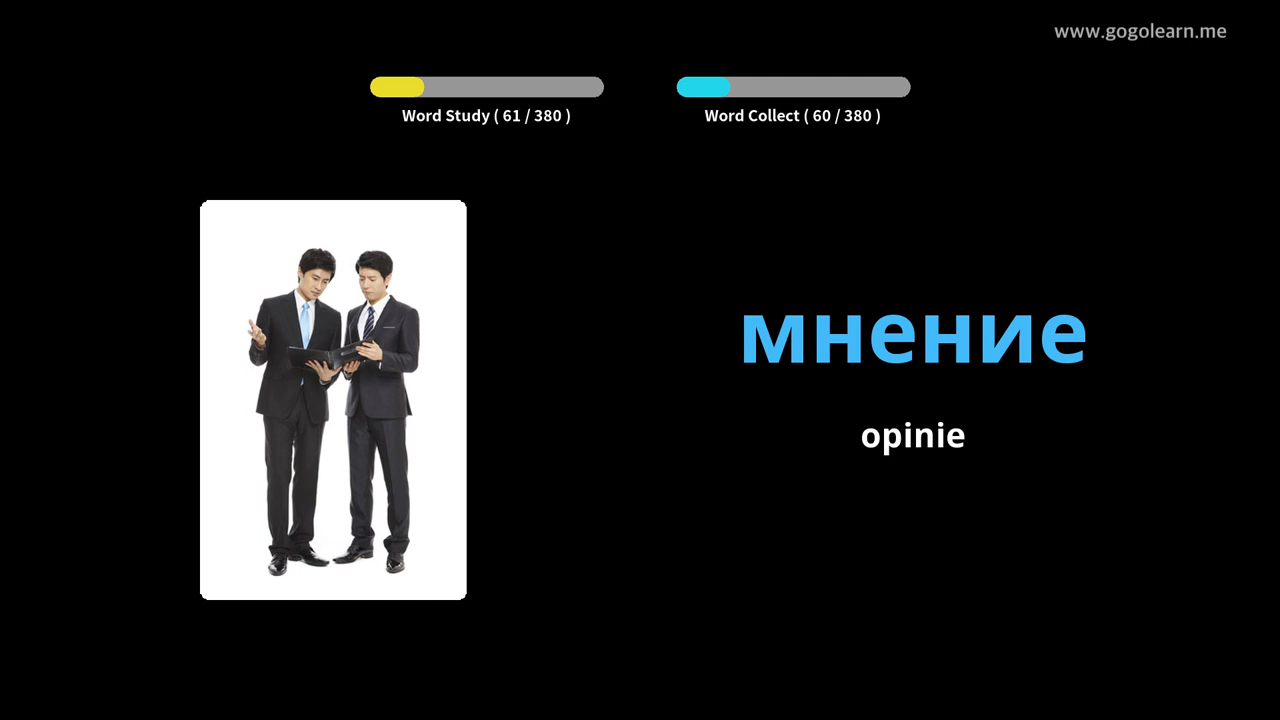 www.gogolearn.me
Word Study ( 61 / 380 )
Word Collect ( 60 / 380 )
мнение
opinie